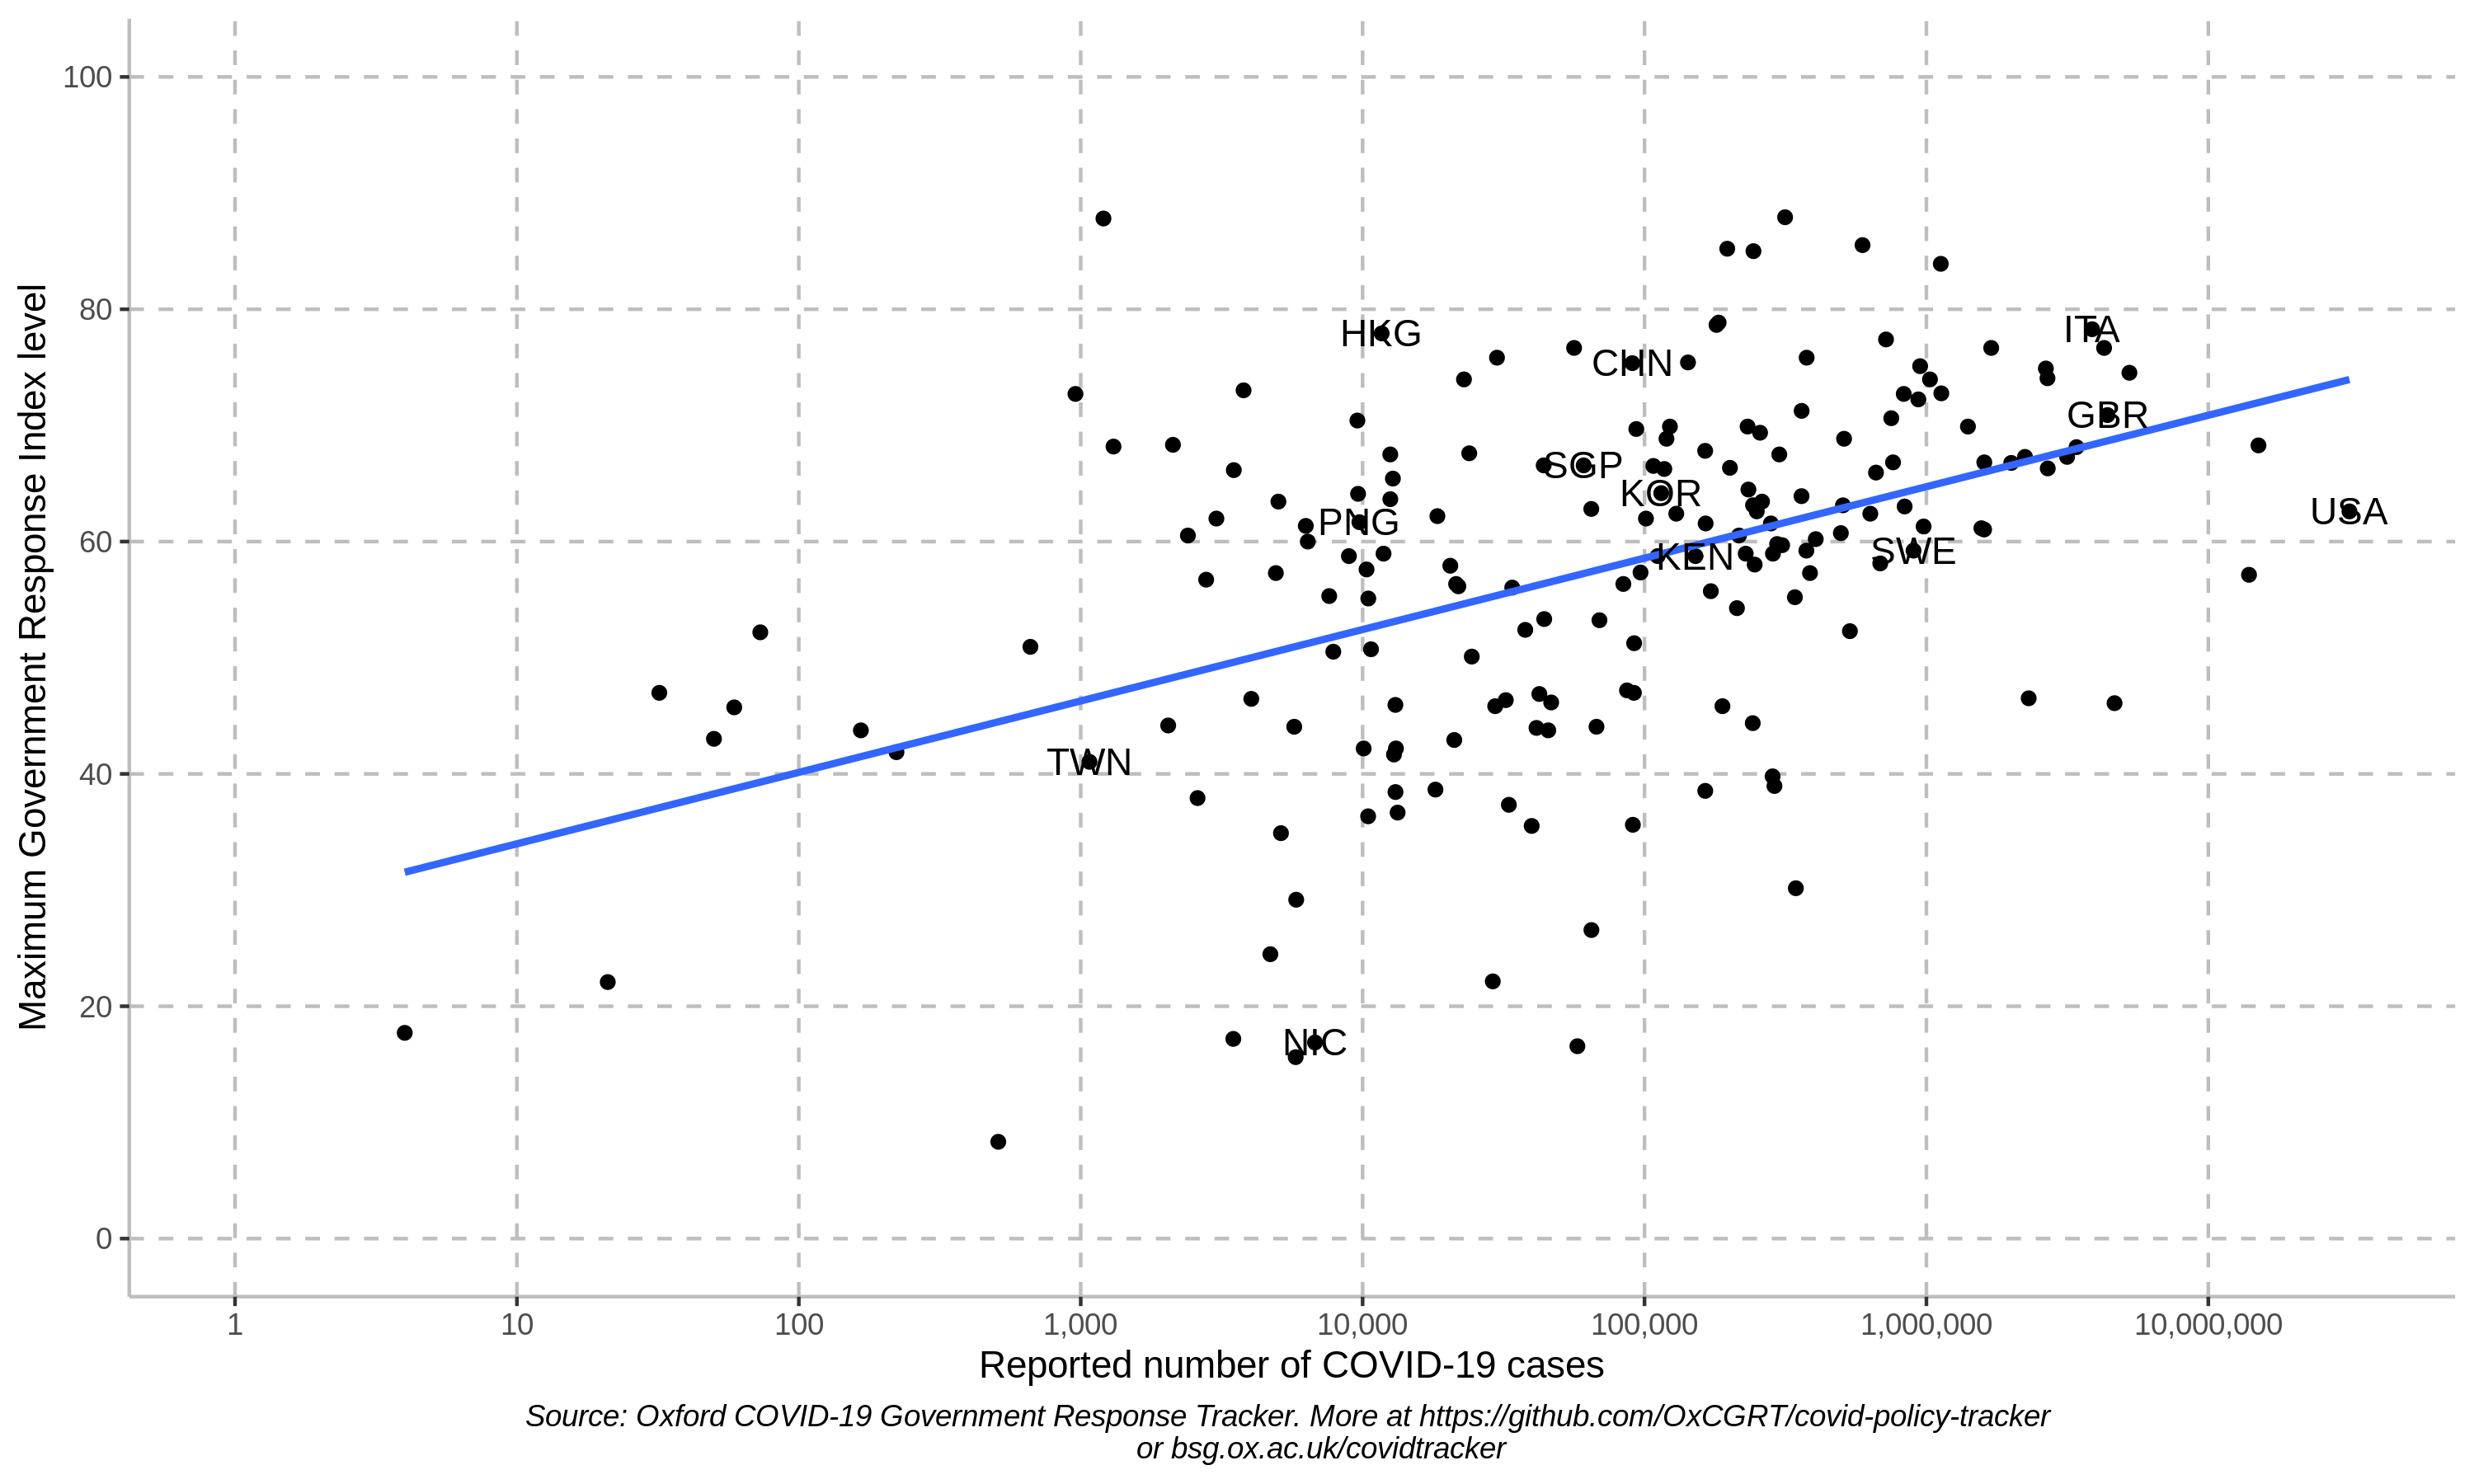 Maximum Government Response Index level
100
80
60
40
20
0
HKG
ITA
CHN
GBR
SGP
KOR
PNG
USA
KEN
SWE
TWN
NIC
1 10 100 1,000 10,000 100,000 1,000,000 10,000,000
Reported number of COVID-19 cases
Source: Oxford COVID-19 Government Response Tracker. More at https://github.com/OxCGRT/covid-policy-tracker
or bsg.ox.ac.uk/covidtracker